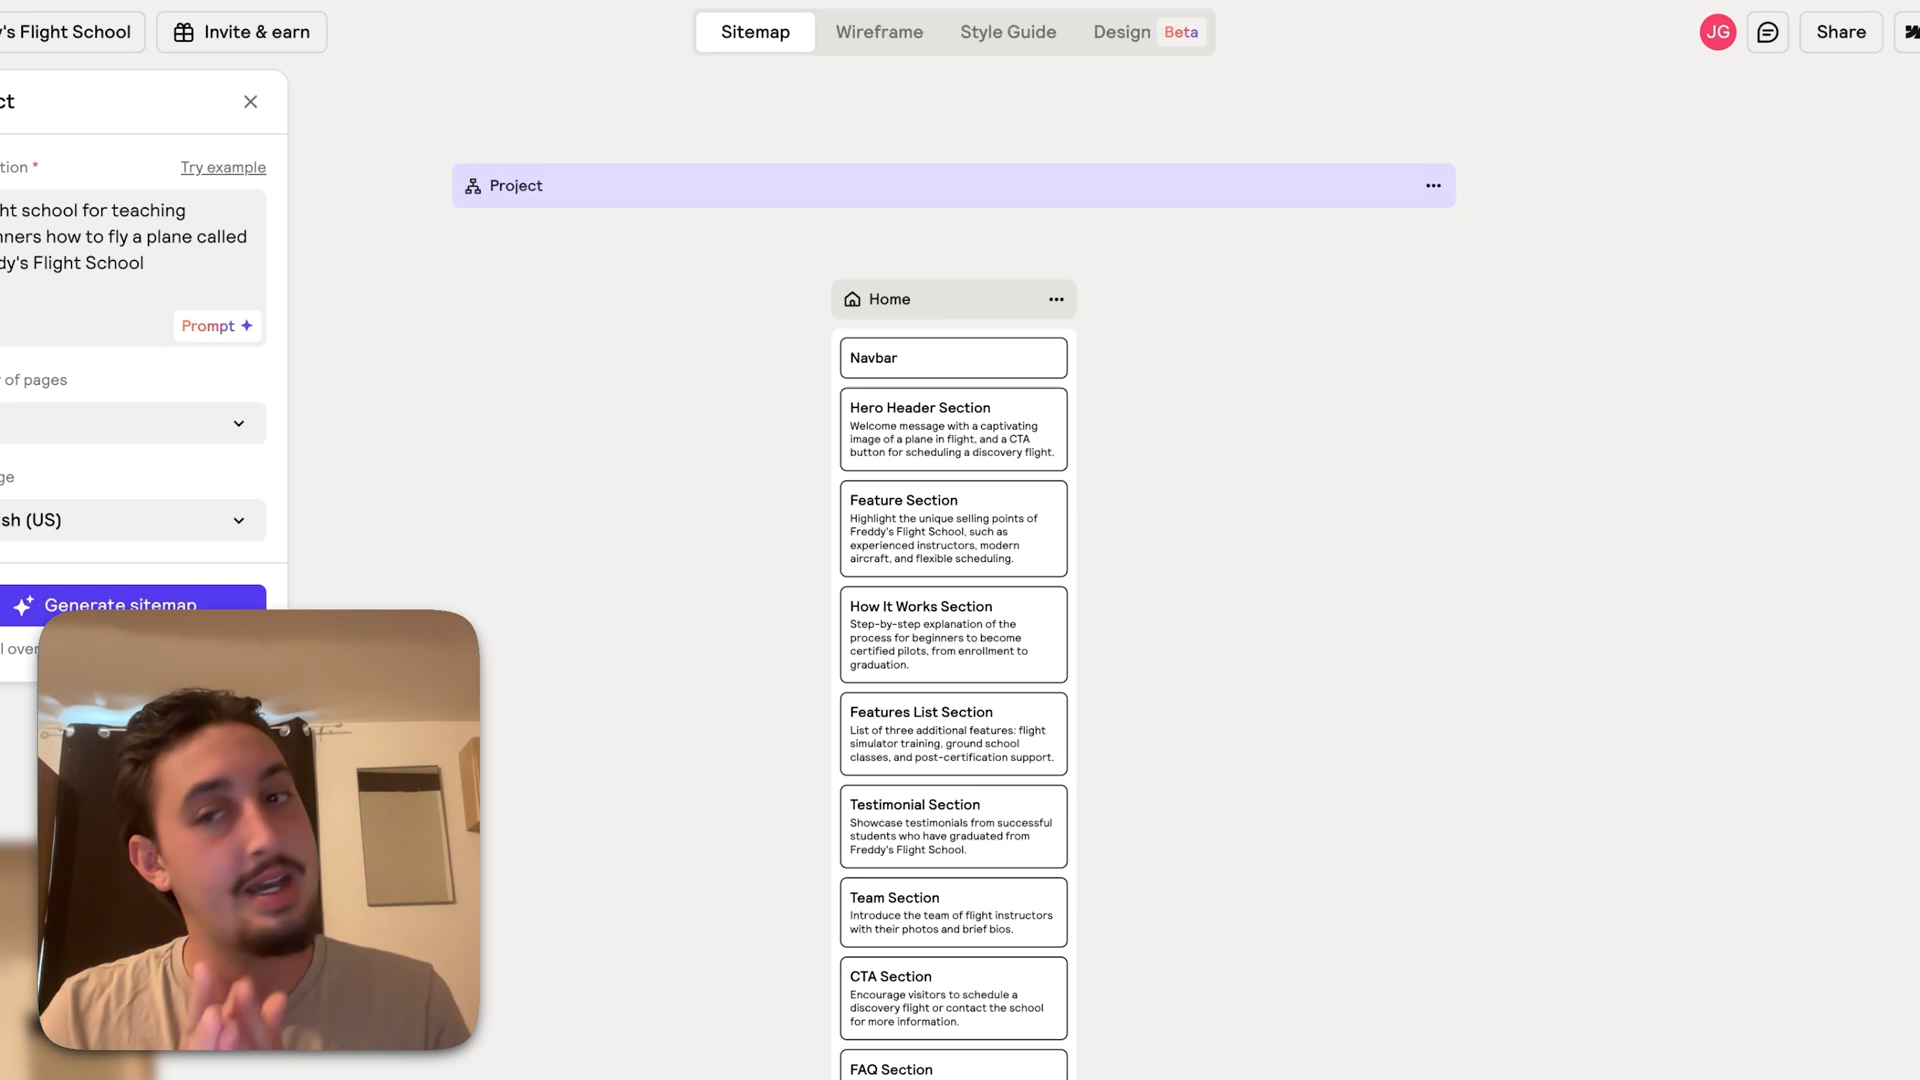 's Flight School
Invite & earn
Sitemap
Wireframe
Style Guide
Design Beta
JG
Share
ct
tion *
Try example
ht school for teaching
nners how to fly a plane called
dy's Flight School
Prompt
of pages
ge
ish (US)
Generate sitemap
l over
Project
Home
Navbar
Hero Header Section
Welcome message with a captivating
image of a plane in flight, and a CTA
button for scheduling a discovery flight.
Feature Section
Highlight the unique selling points of
Freddy's Flight School, such as
experienced instructors, modern
aircraft, and flexible scheduling.
How It Works Section
Step-by-step explanation of the
process for beginners to become
certified pilots, from enrollment to
graduation.
Features List Section
List of three additional features: flight
simulator training, ground school
classes, and post-certification support.
Testimonial Section
Showcase testimonials from successful
students who have graduated from
Freddy's Flight School.
Team Section
Introduce the team of flight instructors
with their photos and brief bios.
CTA Section
Encourage visitors to schedule a
discovery flight or contact the school
for more information.
FAQ Section